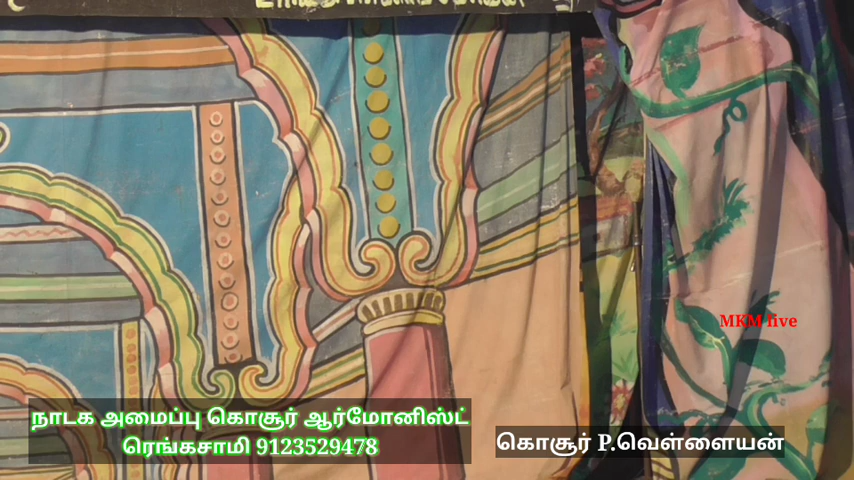 MKM live
நாடக அமைப்பு கொசூர் ஆர்மோனிஸ்ட்
ரெங்கசாமி 9123529478
கொசூர் P.வெள்ளையன்